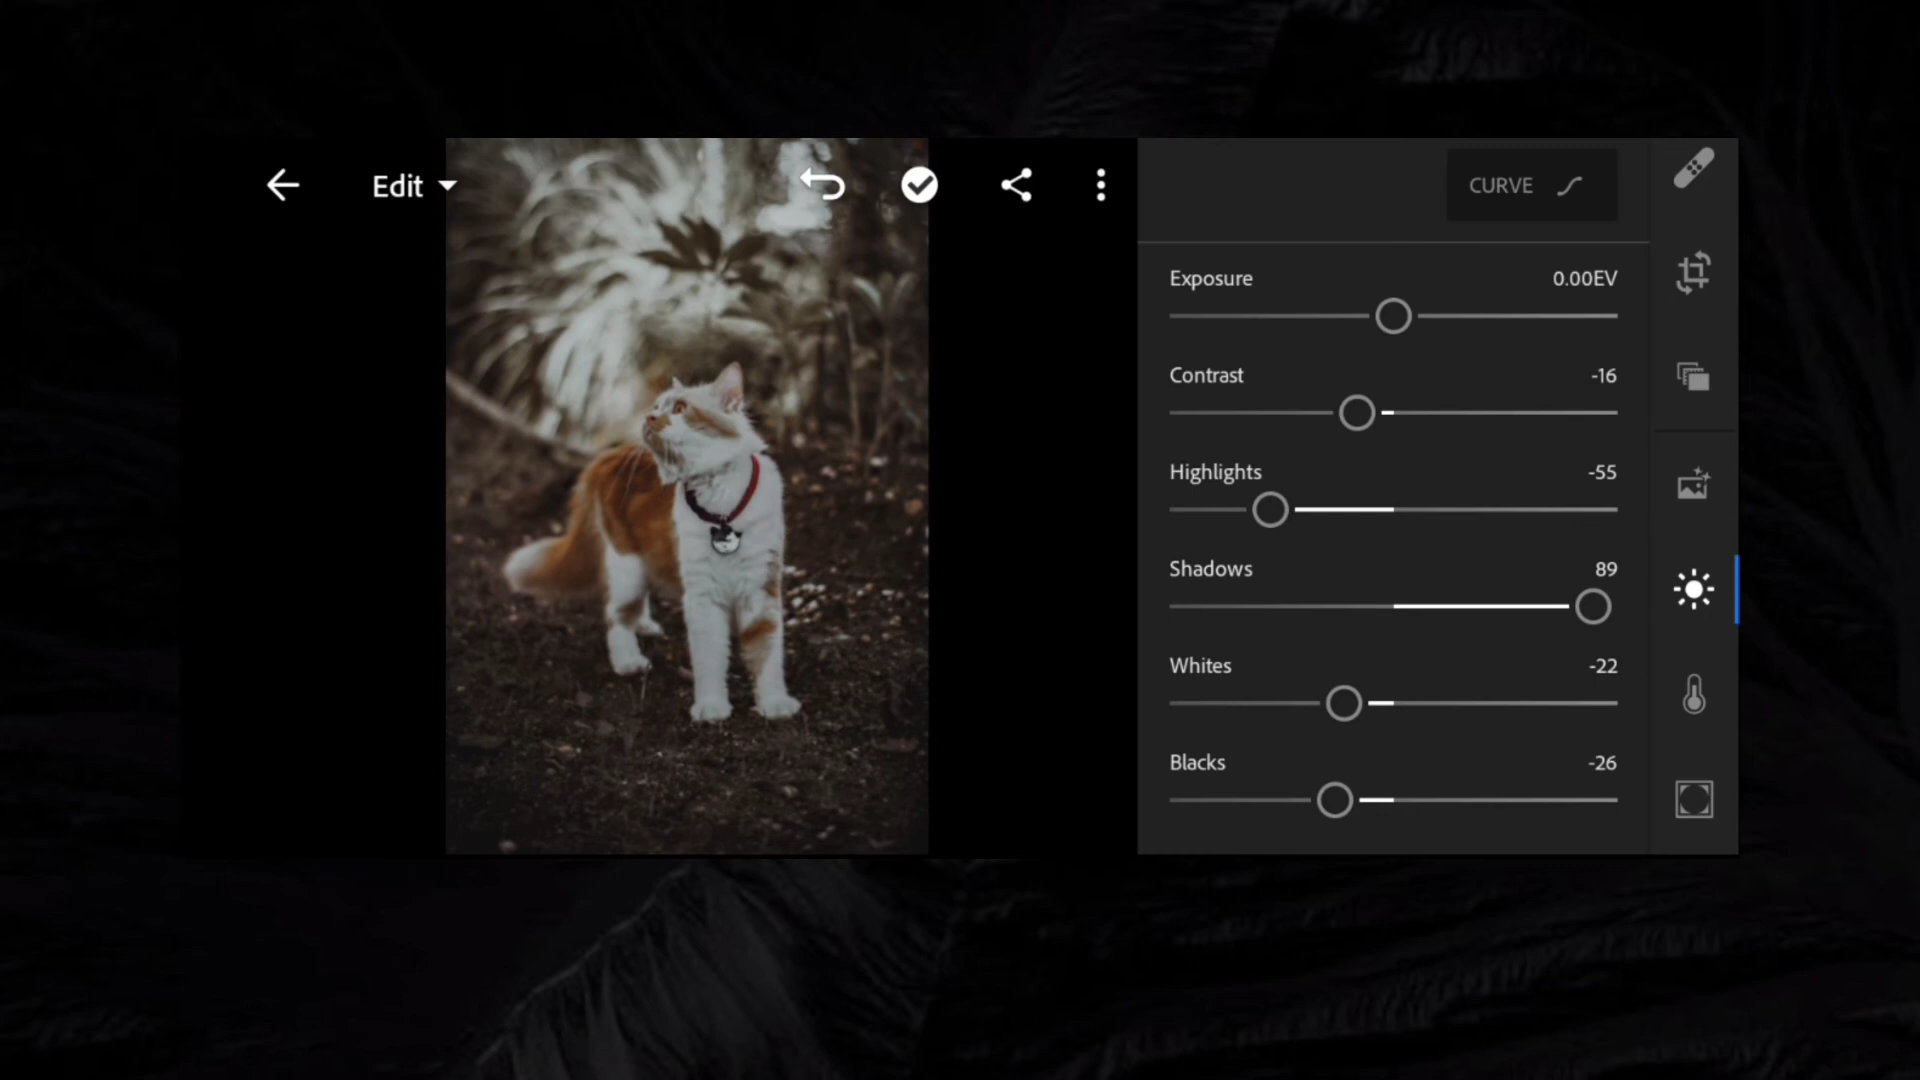 Edit
CURVE
Exposure 0.00EV
Contrast -16
Highlights -55
Shadows 89
Whites -22
Blacks -26